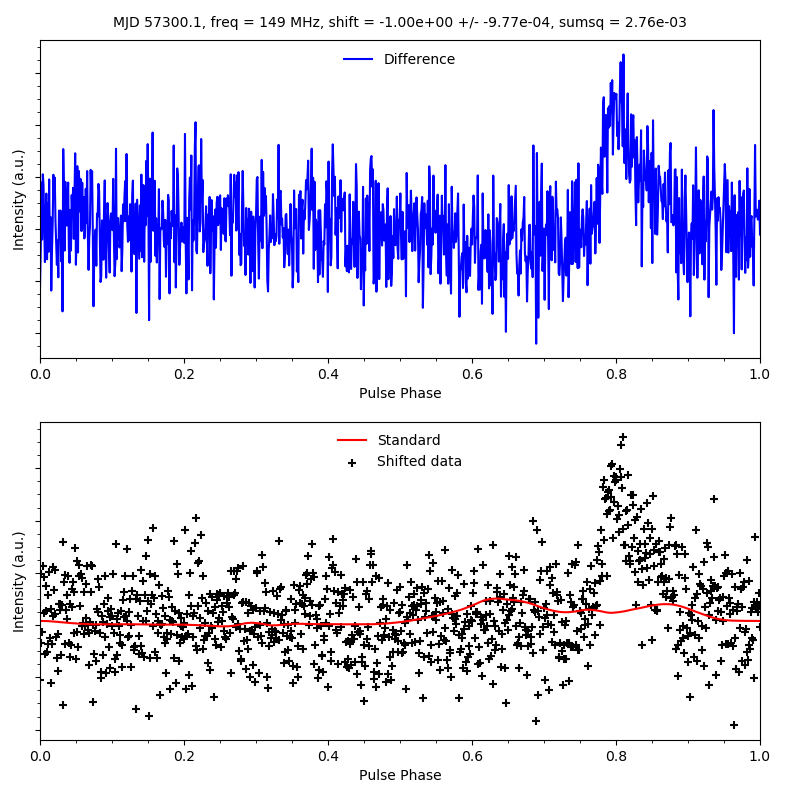 MJD 57300.1, freq = 149 MHz, shift = -1.00e+00 +/- -9.77e-04, sumsq = 2.76e-03
Difference
Intensity (a.u.)
0.0 0.2 0.4 0.6 0.8 1.0
Pulse Phase
Standard
Shifted data
Intensity (a.u.)
0.0 0.2 0.4 0.6 0.8 1.0
Pulse Phase